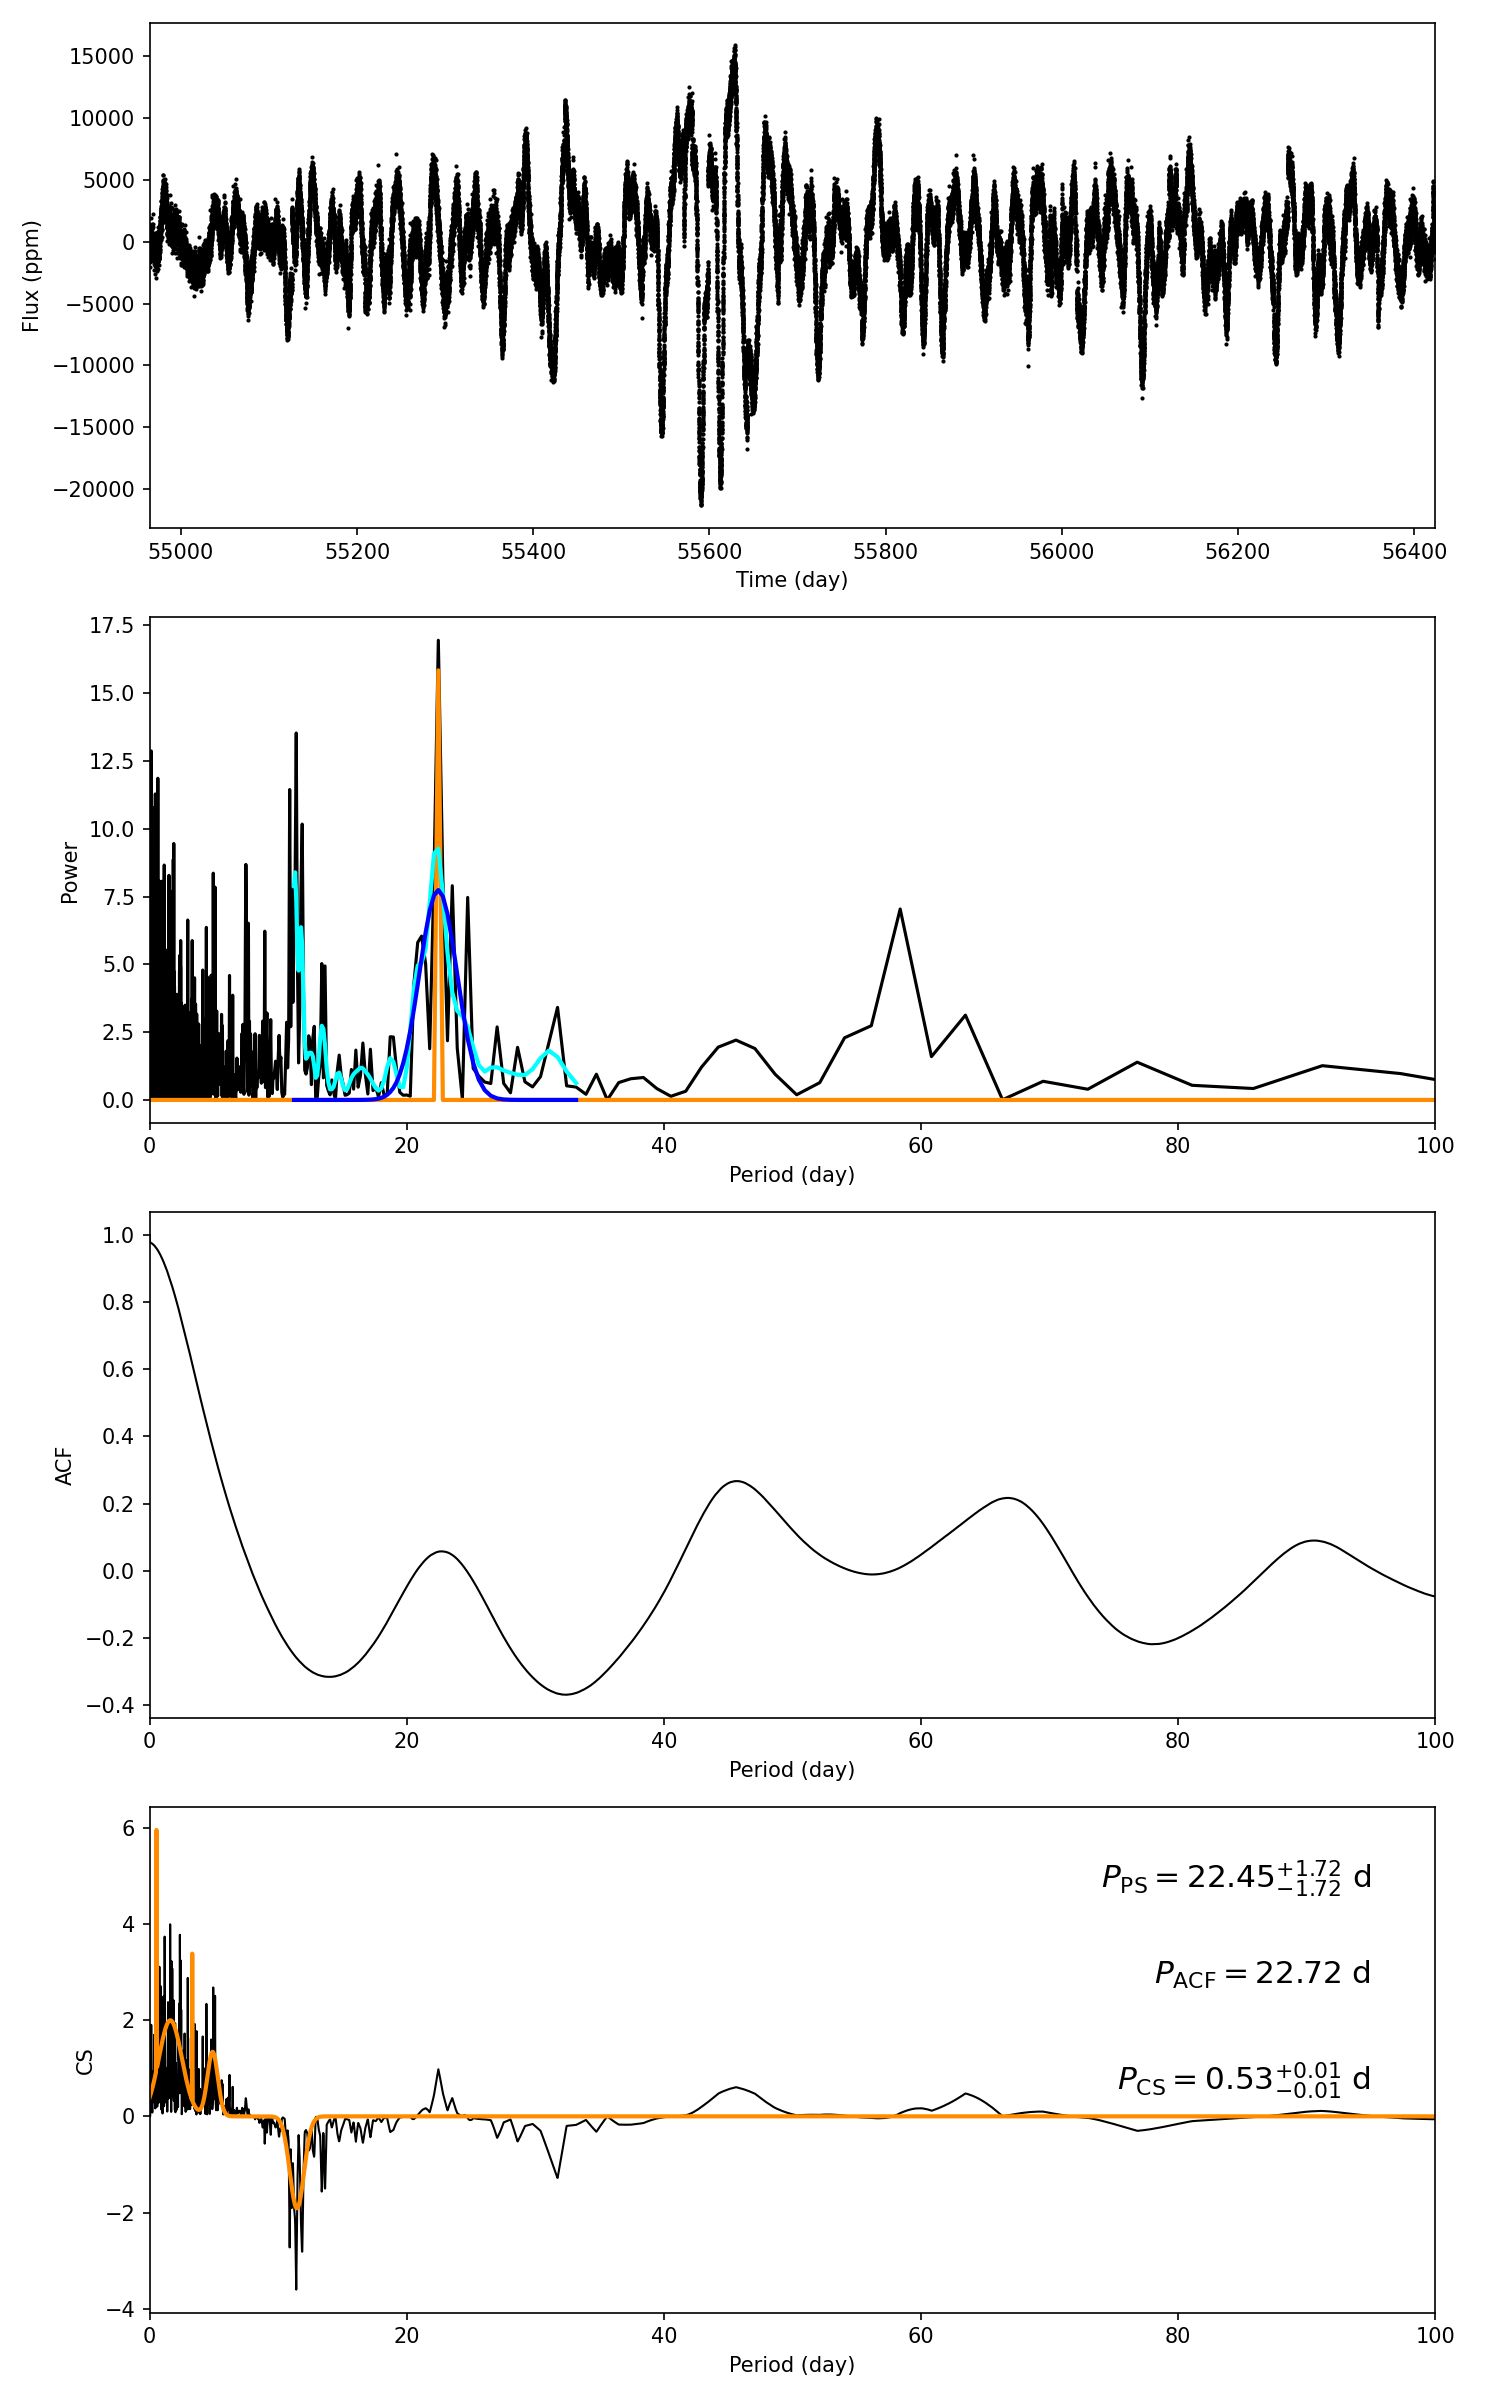 15000
10000
5000
0
−5000
−10000
−15000
−20000
Flux (ppm)
55000 55200 55400 55600 55800 56000 56200 56400
Time (day)
17.5
15.0
12.5
10.0
7.5
5.0
2.5
0.0
Power
0 20 40 60 80 100
Period (day)
1.0
0.8
0.6
0.4
0.2
0.0
−0.2
−0.4
ACF
0 20 40 60 80 100
Period (day)
6
4
2
0
−2
−4
CS
P_PS = 22.45^{+1.72}_{−1.72} d
P_ACF = 22.72 d
P_CS = 0.53^{+0.01}_{−0.01} d
0 20 40 60 80 100
Period (day)